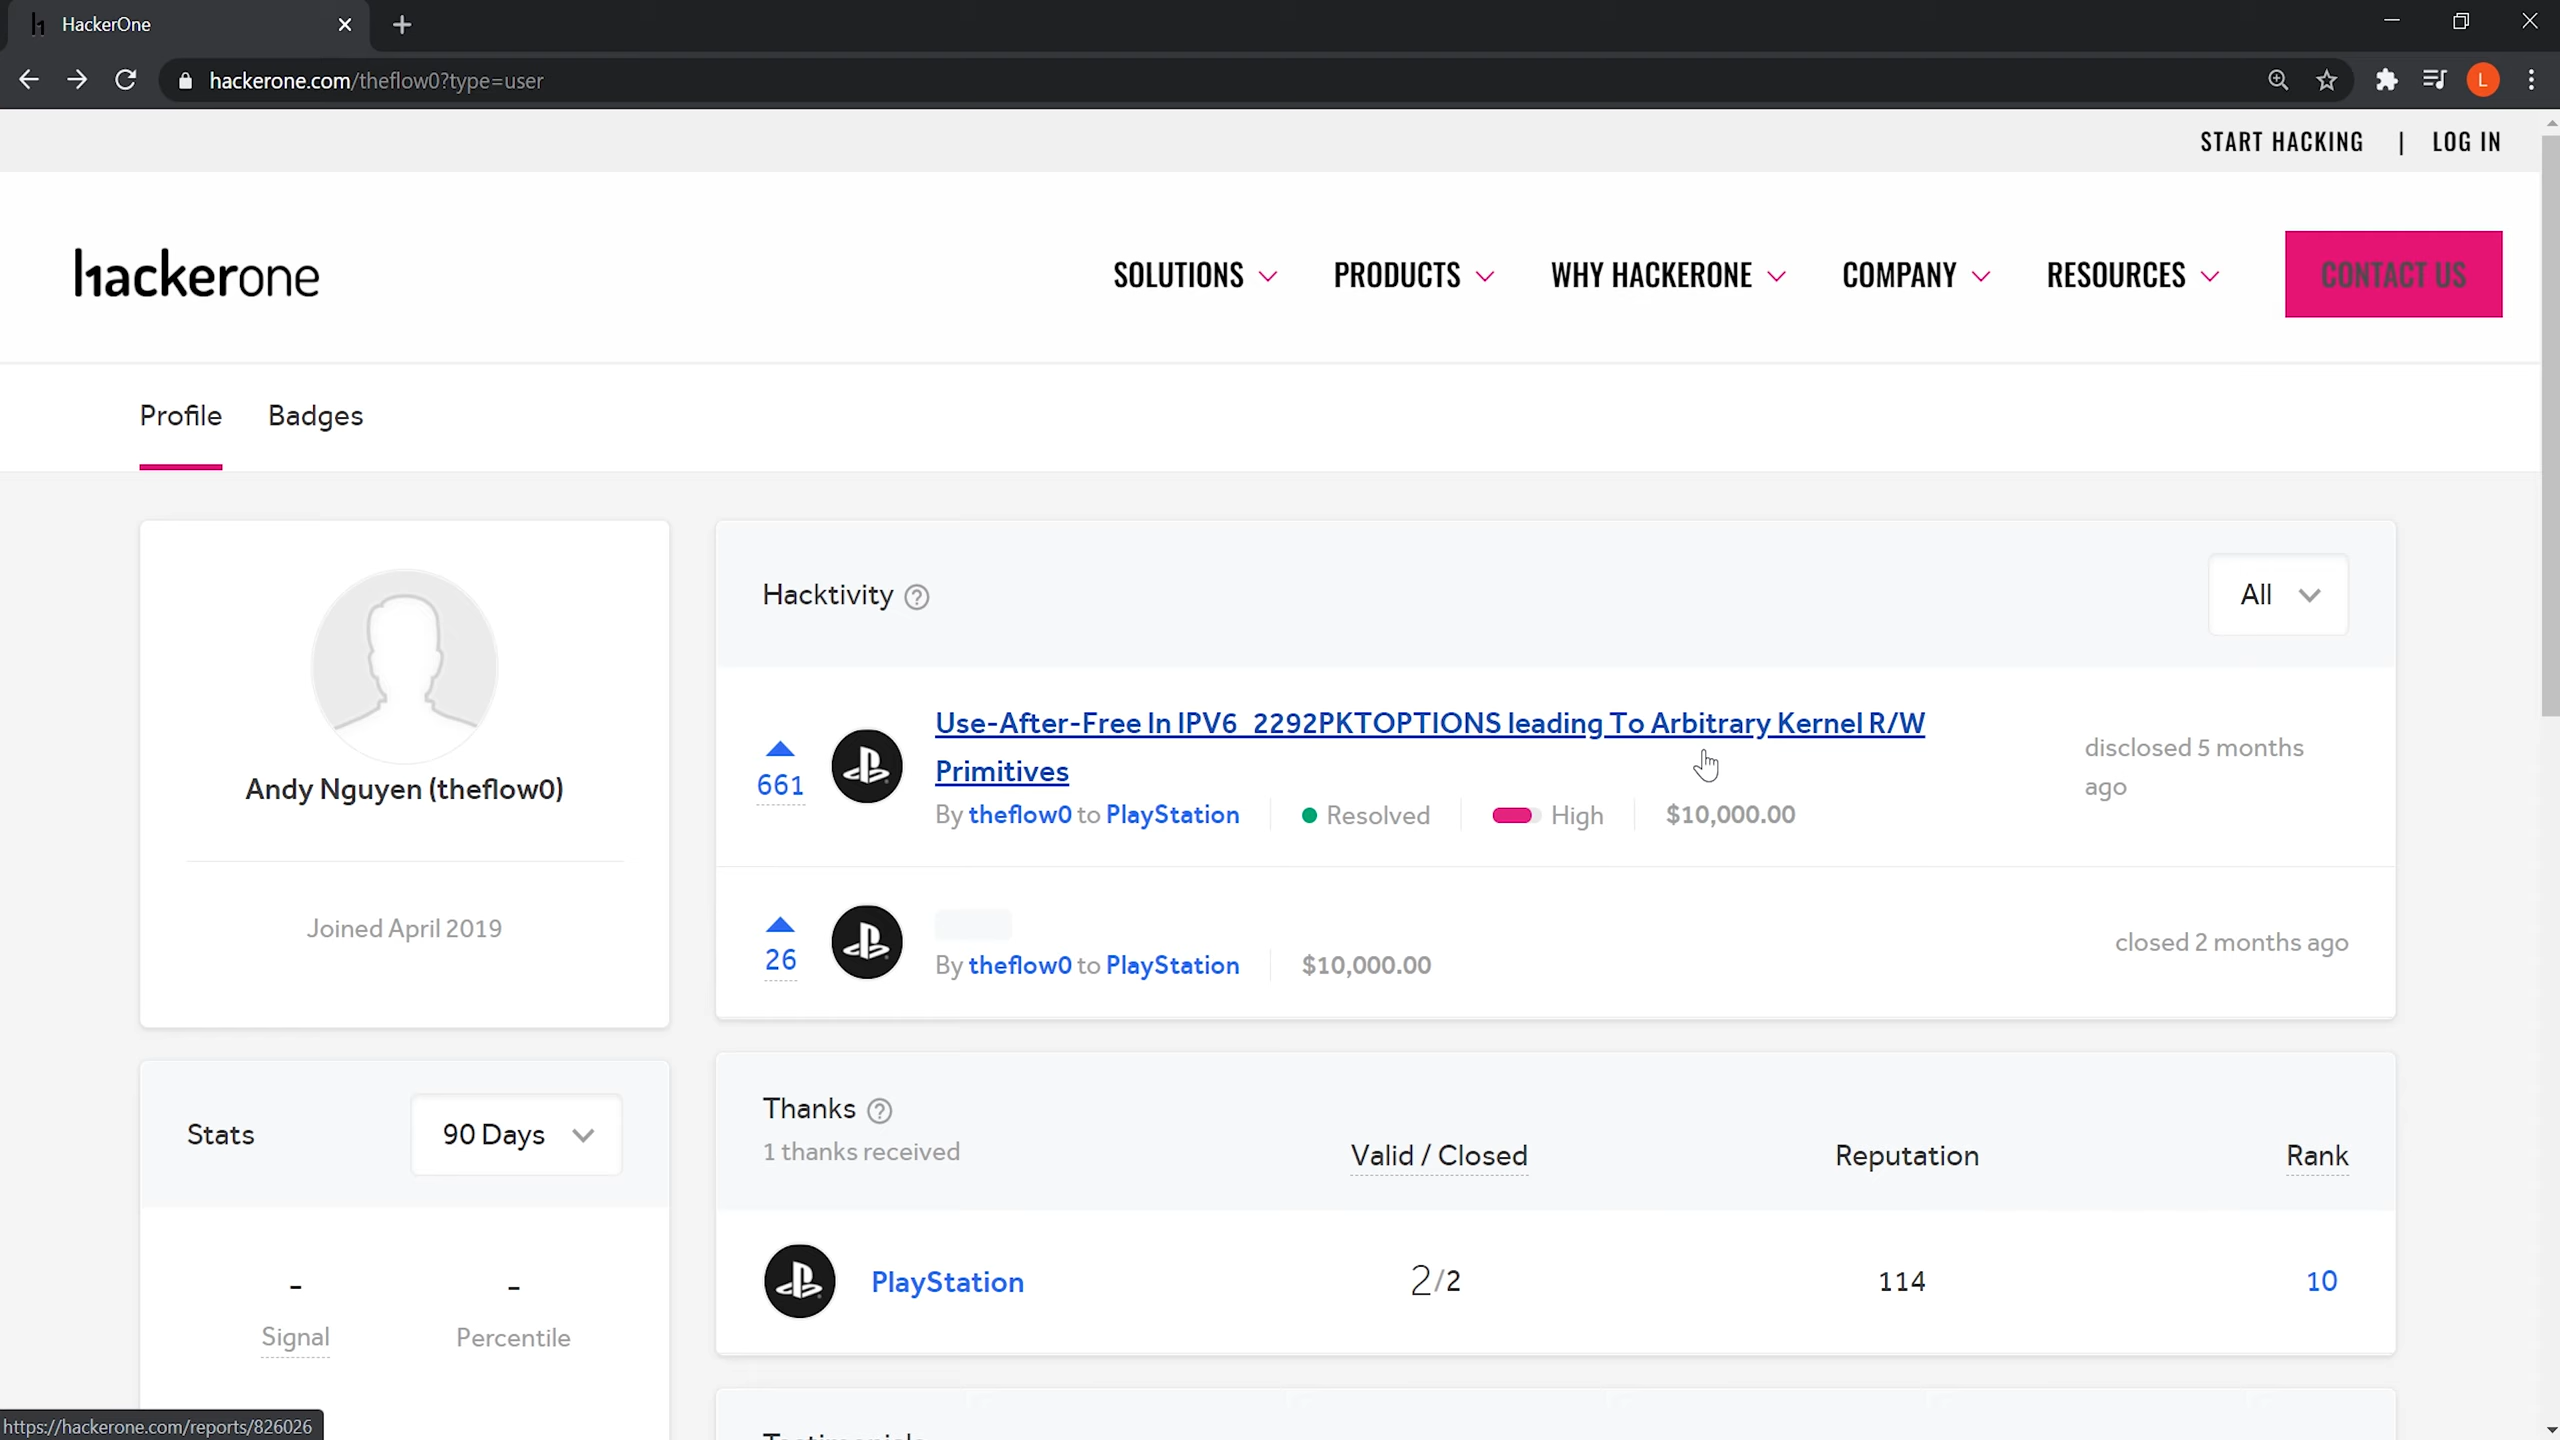 HackerOne
hackerone.com/theflow0?type=user
L
START HACKING | LOG IN
hackerone
SOLUTIONS PRODUCTS WHY HACKERONE COMPANY RESOURCES CONTACT US
Profile Badges
Andy Nguyen (theflow0)
Joined April 2019
Hacktivity ? All
661
Use-After-Free In IPV6_2292PKTOPTIONS leading To Arbitrary Kernel R/W
Primitives
By theflow0 to PlayStation Resolved High $10,000.00
disclosed 5 months
ago
26
By theflow0 to PlayStation $10,000.00
closed 2 months ago
Stats 90 Days
- -
Signal Percentile
Thanks ?
1 thanks received
Valid / Closed Reputation Rank
PlayStation 2/2 114 10
https://hackerone.com/reports/826026